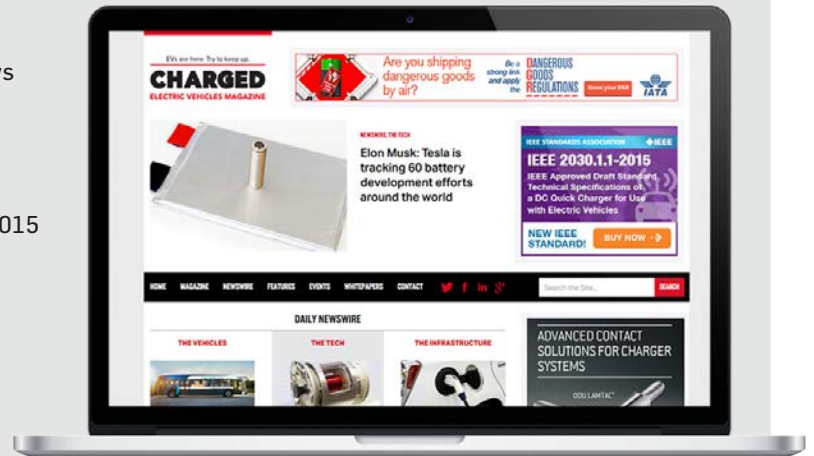 s
015
EVs are here. Try to keep up.
CHARGED
ELECTRIC VEHICLES MAGAZINE
Are you shipping
dangerous goods
by air?
Be a
strong link
and apply
the
DANGEROUS
GOODS
REGULATIONS
Know your DGR
IATA
NEWSWIRE, THE TECH
Elon Musk: Tesla is
tracking 60 battery
development efforts
around the world
IEEE STANDARDS ASSOCIATION
IEEE
IEEE 2030.1.1-2015
IEEE Approved Draft Standard
Technical Specifications of
a DC Quick Charger for Use
with Electric Vehicles
NEW IEEE
STANDARD!
BUY NOW
HOME MAGAZINE NEWSWIRE FEATURES EVENTS WHITEPAPERS CONTACT
Search the Site...
SEARCH
DAILY NEWSWIRE
THE VEHICLES
THE TECH
THE INFRASTRUCTURE
ADVANCED CONTACT
SOLUTIONS FOR CHARGER
SYSTEMS
ODU LAMTAC®